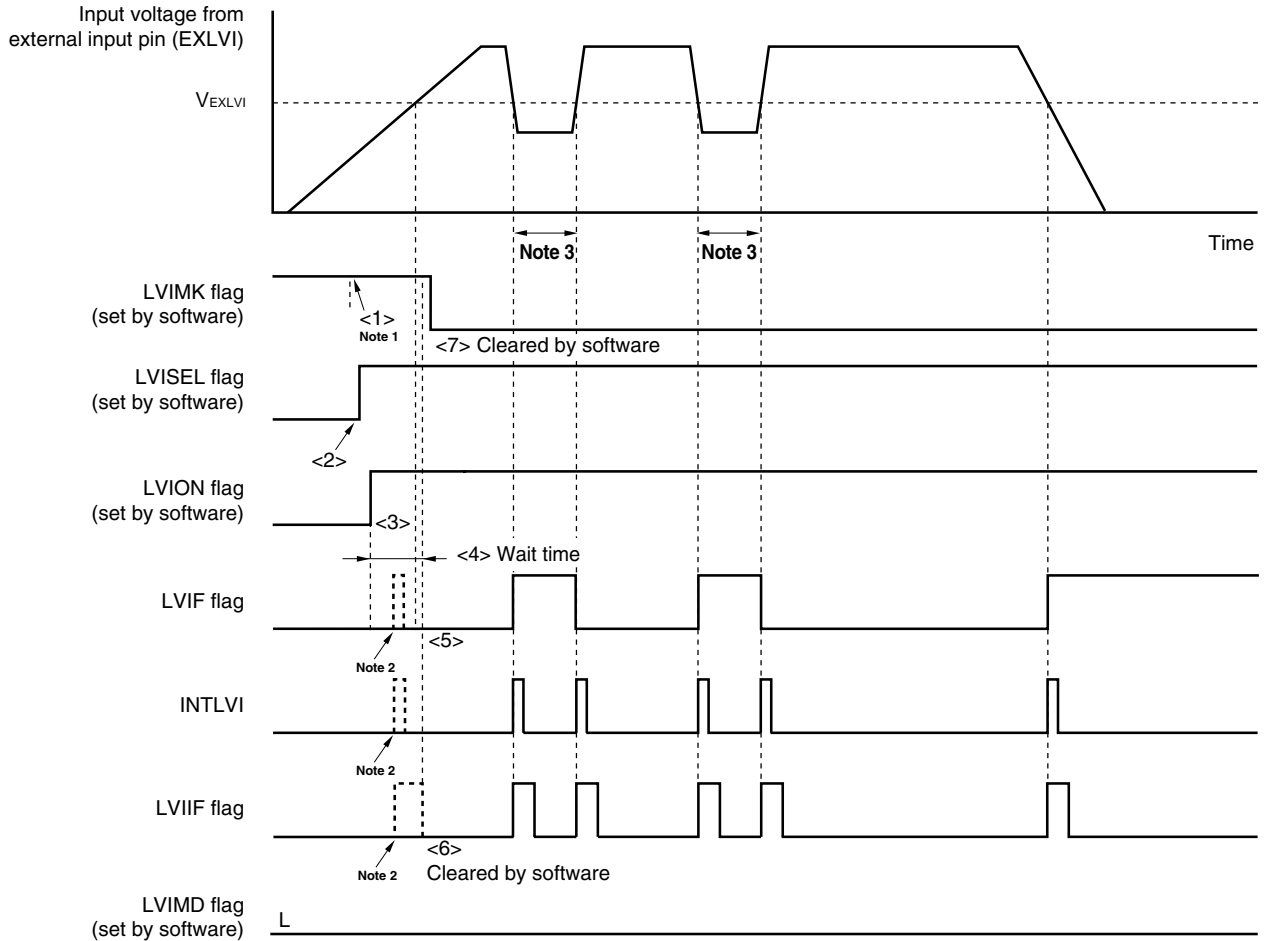 Input voltage from
external input pin (EXLVI)
VEXLVI
Note 3
Note 3
Time
LVIMK flag
(set by software)
<1>
Note 1
<7> Cleared by software
LVISEL flag
(set by software)
<2>
LVION flag
(set by software)
<3>
<4> Wait time
LVIF flag
<5>
Note 2
INTLVI
Note 2
LVIIF flag
<6>
Note 2
Cleared by software
LVIMD flag
(set by software)
L